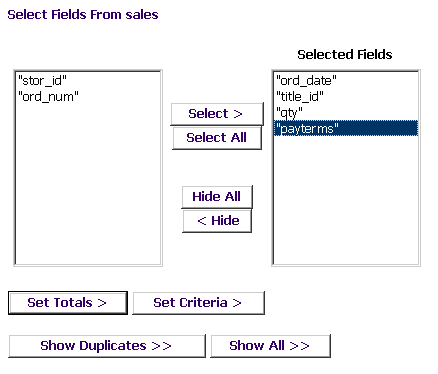 Select Fields From sales
Selected Fields
"stor_id"
"ord_num"
"ord_date"
"title_id"
"qty"
"payterms"
Select >
Select All
Hide All
< Hide
Set Totals >
Set Criteria >
Show Duplicates >>
Show All >>